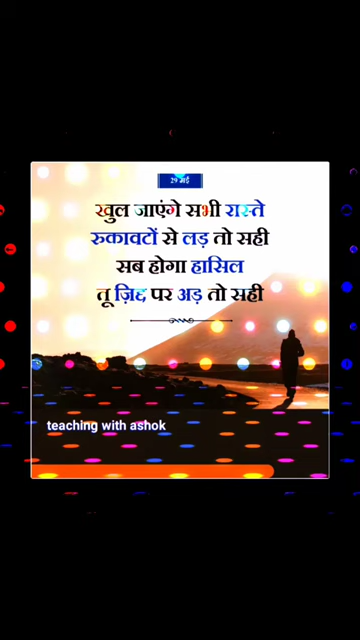 29 मई
खुल जाएंगे सभी रास्ते
रुकावटों से लड़ तो सही
सब होगा हासिल
तू ज़िद्द पर अड़ तो सही
teaching with ashok